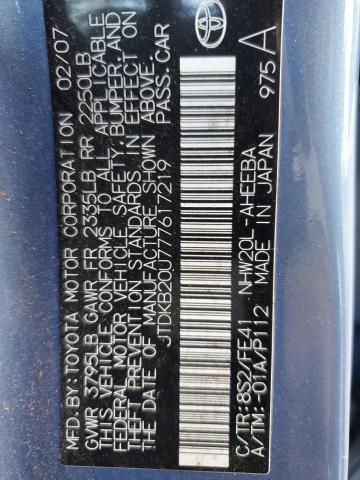 MFD.BY:TOYOTA MOTOR CORPORATION 02/07
GVWR 3795LB GAWR FR 2335LB RR 2250LB
THIS VEHICLE CONFORMS TO ALL APPLICABLE
FEDERAL MOTOR VEHICLE SAFETY, BUMPER, AND
THEFT PREVENTION STANDARDS IN EFFECT ON
THE DATE OF MANUFACTURE SHOWN ABOVE.
JTDKB20U777617219 PASS.CAR
TOYOTA
C/TR: 8S2/FE41 NHW20L -AHEEBA
A/TM: -01A/P112 MADE IN JAPAN 975 A